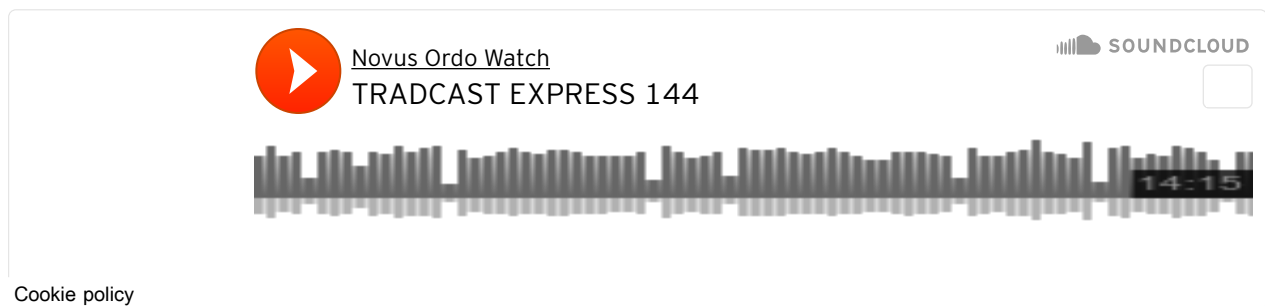 Novus Ordo Watch
SOUNDCLOUD
TRADCAST EXPRESS 144
14:15
Cookie policy